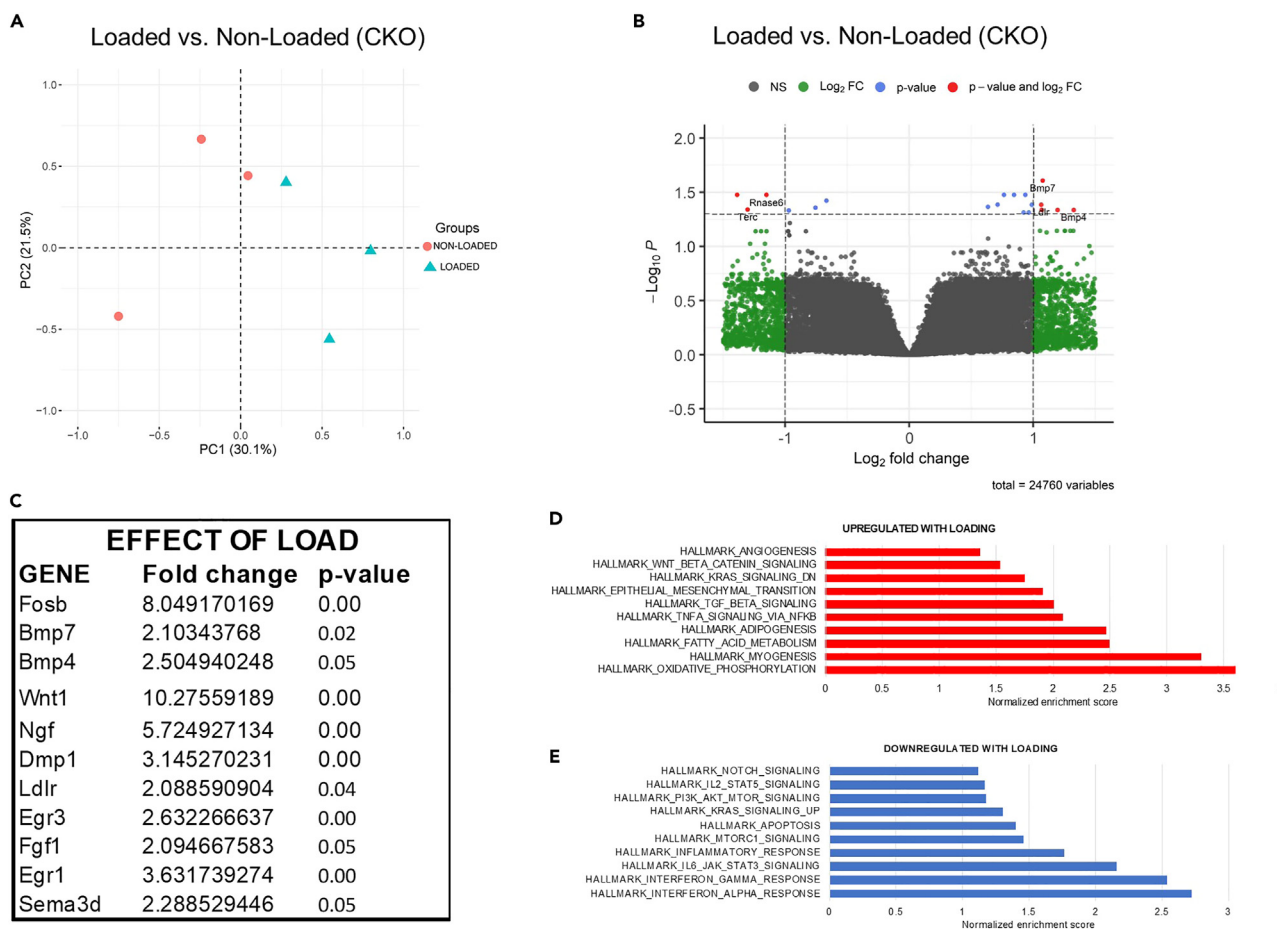 A
Loaded vs. Non-Loaded (CKO)
1.0
0.5
0.0
−0.5
−1.0
PC2 (21.5%)
−1.0
−0.5
0.0
0.5
1.0
PC1 (30.1%)
Groups
NON-LOADED
LOADED
B
Loaded vs. Non-Loaded (CKO)
NS
Log2 FC
p-value
p – value and log2 FC
2.0
1.5
1.0
0.5
0.0
-0.5
– Log10 P
Bmp7
Rnase6
Terc
Ldlr
Bmp4
-1
0
1
Log2 fold change
total = 24760 variables
C
EFFECT OF LOAD
GENE Fold change p-value
Fosb 8.049170169 0.00
Bmp7 2.10343768 0.02
Bmp4 2.504940248 0.05
Wnt1 10.27559189 0.00
Ngf 5.724927134 0.00
Dmp1 3.145270231 0.00
Ldlr 2.088590904 0.04
Egr3 2.632266637 0.00
Fgf1 2.094667583 0.05
Egr1 3.631739274 0.00
Sema3d 2.288529446 0.05
D
UPREGULATED WITH LOADING
HALLMARK_ANGIOGENESIS
HALLMARK_WNT_BETA_CATENIN_SIGNALING
HALLMARK_KRAS_SIGNALING_DN
HALLMARK_EPITHELIAL_MESENCHYMAL_TRANSITION
HALLMARK_TGF_BETA_SIGNALING
HALLMARK_TNFA_SIGNALING_VIA_NFKB
HALLMARK_ADIPOGENESIS
HALLMARK_FATTY_ACID_METABOLISM
HALLMARK_MYOGENESIS
HALLMARK_OXIDATIVE_PHOSPHORYLATION
0 0.5 1 1.5 2 2.5 3 3.5
Normalized enrichment score
E
DOWNREGULATED WITH LOADING
HALLMARK_NOTCH_SIGNALING
HALLMARK_IL2_STAT5_SIGNALING
HALLMARK_PI3K_AKT_MTOR_SIGNALING
HALLMARK_KRAS_SIGNALING_UP
HALLMARK_APOPTOSIS
HALLMARK_MTORC1_SIGNALING
HALLMARK_INFLAMMATORY_RESPONSE
HALLMARK_IL6_JAK_STAT3_SIGNALING
HALLMARK_INTERFERON_GAMMA_RESPONSE
HALLMARK_INTERFERON_ALPHA_RESPONSE
0 0.5 1 1.5 2 2.5 3
Normalized enrichment score